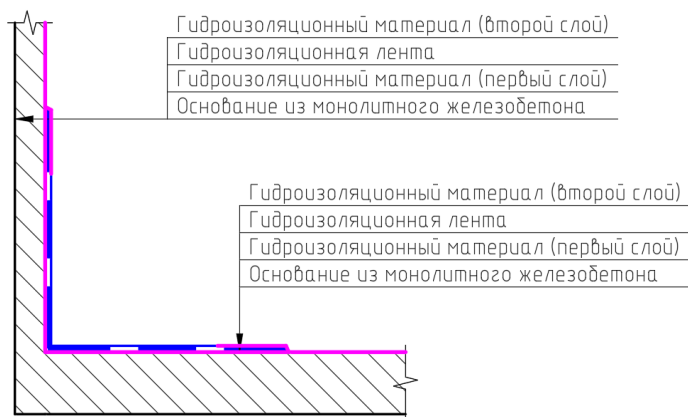 Гидроизоляционный материал (второй слой)
Гидроизоляционная лента
Гидроизоляционный материал (первый слой)
Основание из монолитного железобетона
Гидроизоляционный материал (второй слой)
Гидроизоляционная лента
Гидроизоляционный материал (первый слой)
Основание из монолитного железобетона